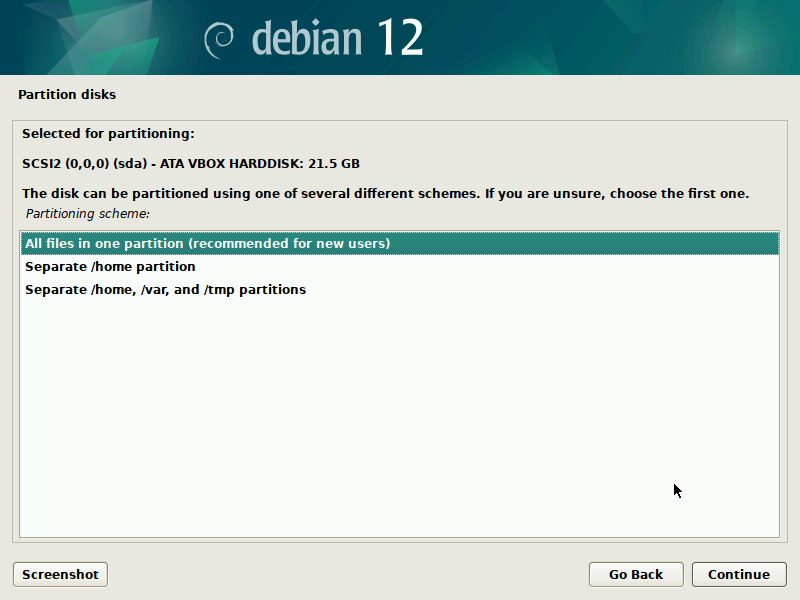 debian 12
Partition disks
Selected for partitioning:
SCSI2 (0,0,0) (sda) - ATA VBOX HARDDISK: 21.5 GB
The disk can be partitioned using one of several different schemes. If you are unsure, choose the first one.
Partitioning scheme:
All files in one partition (recommended for new users)
Separate /home partition
Separate /home, /var, and /tmp partitions
Screenshot
Go Back
Continue